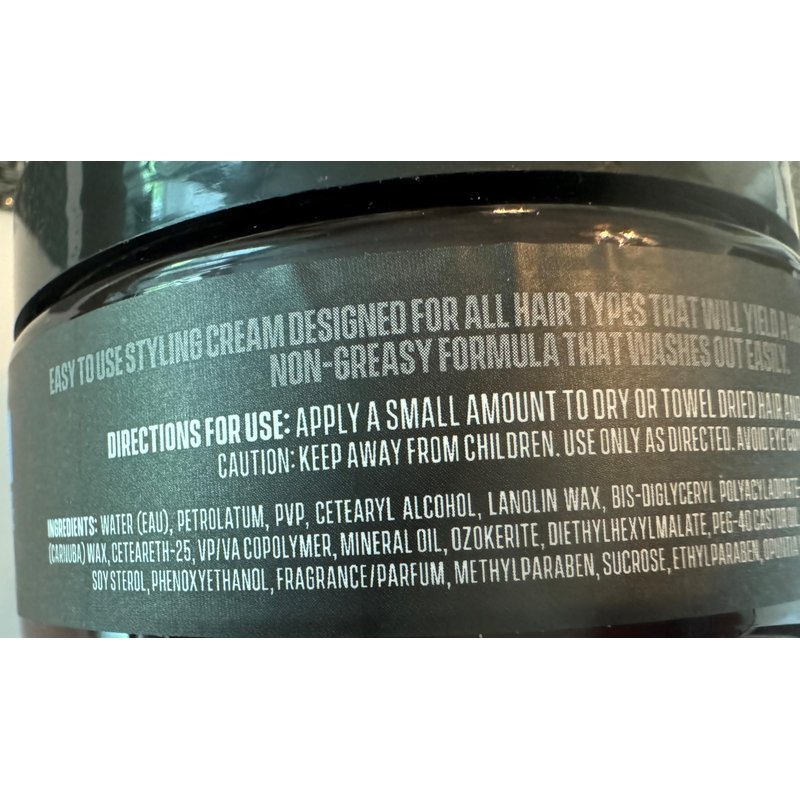 EASY TO USE STYLING CREAM DESIGNED FOR ALL HAIR TYPES THAT WILL YIELD A
NON-GREASY FORMULA THAT WASHES OUT EASILY.
DIRECTIONS FOR USE: APPLY A SMALL AMOUNT TO DRY OR TOWEL DRIED HAIR AND
CAUTION: KEEP AWAY FROM CHILDREN. USE ONLY AS DIRECTED. AVOID EYE
INGREDIENTS: WATER (EAU), PETROLATUM, PVP, CETEARYL ALCOHOL, LANOLIN WAX, BIS-DIGLYCERYL POLYACYLADIPATE-
(CARNUBA) WAX, CETEARETH-25, VP/VA COPOLYMER, MINERAL OIL, OZOKERITE, DIETHYLHEXYLMALATE, PEG-40 CASTOR OIL
SOY STEROL, PHENOXYETHANOL, FRAGRANCE/PARFUM, METHYLPARABEN, SUCROSE, ETHYLPARABEN, OPUNTIA